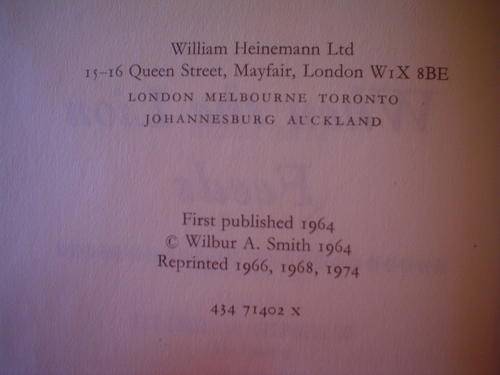 William Heinemann Ltd
15–16 Queen Street, Mayfair, London W1X 8BE
LONDON MELBOURNE TORONTO
JOHANNESBURG AUCKLAND
First published 1964
© Wilbur A. Smith 1964
Reprinted 1966, 1968, 1974
434 71402 X